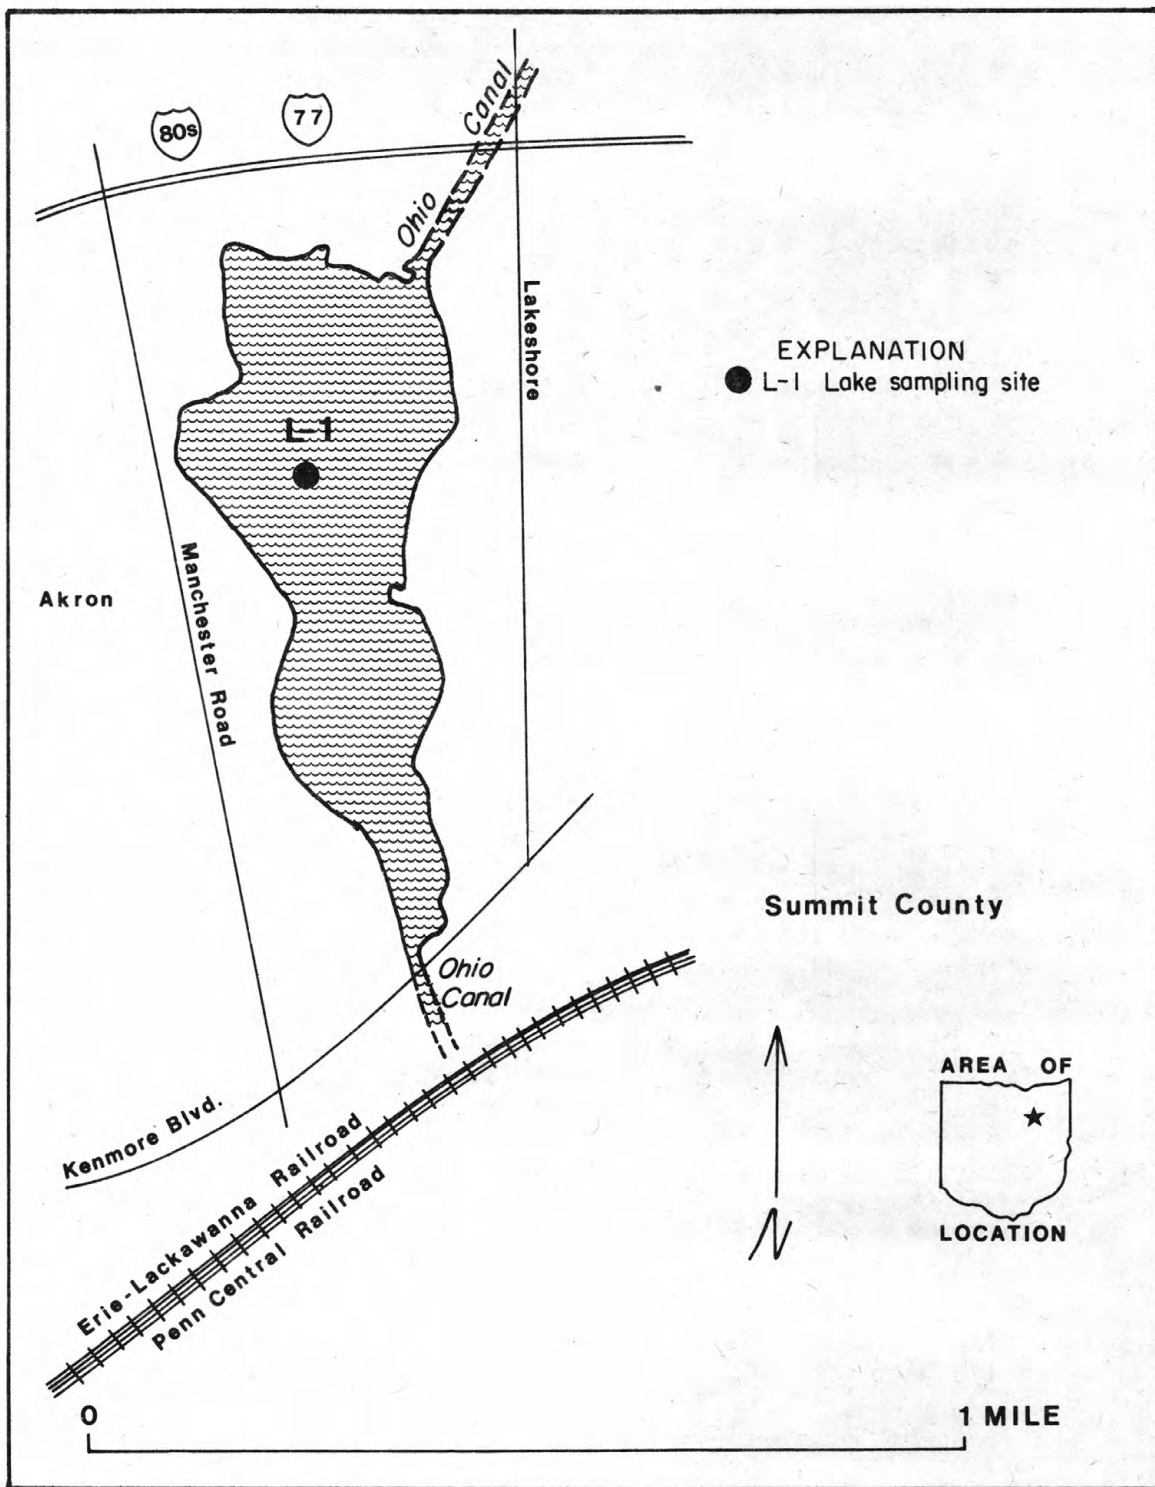 80s
77
Ohio Canal
Lakeshore
EXPLANATION
L-1 Lake sampling site
L-1
Akron
Manchester Road
Summit County
Ohio
Canal
Kenmore Blvd.
Erie-Lackawanna Railroad
Penn Central Railroad
N
AREA OF
LOCATION
0
1 MILE